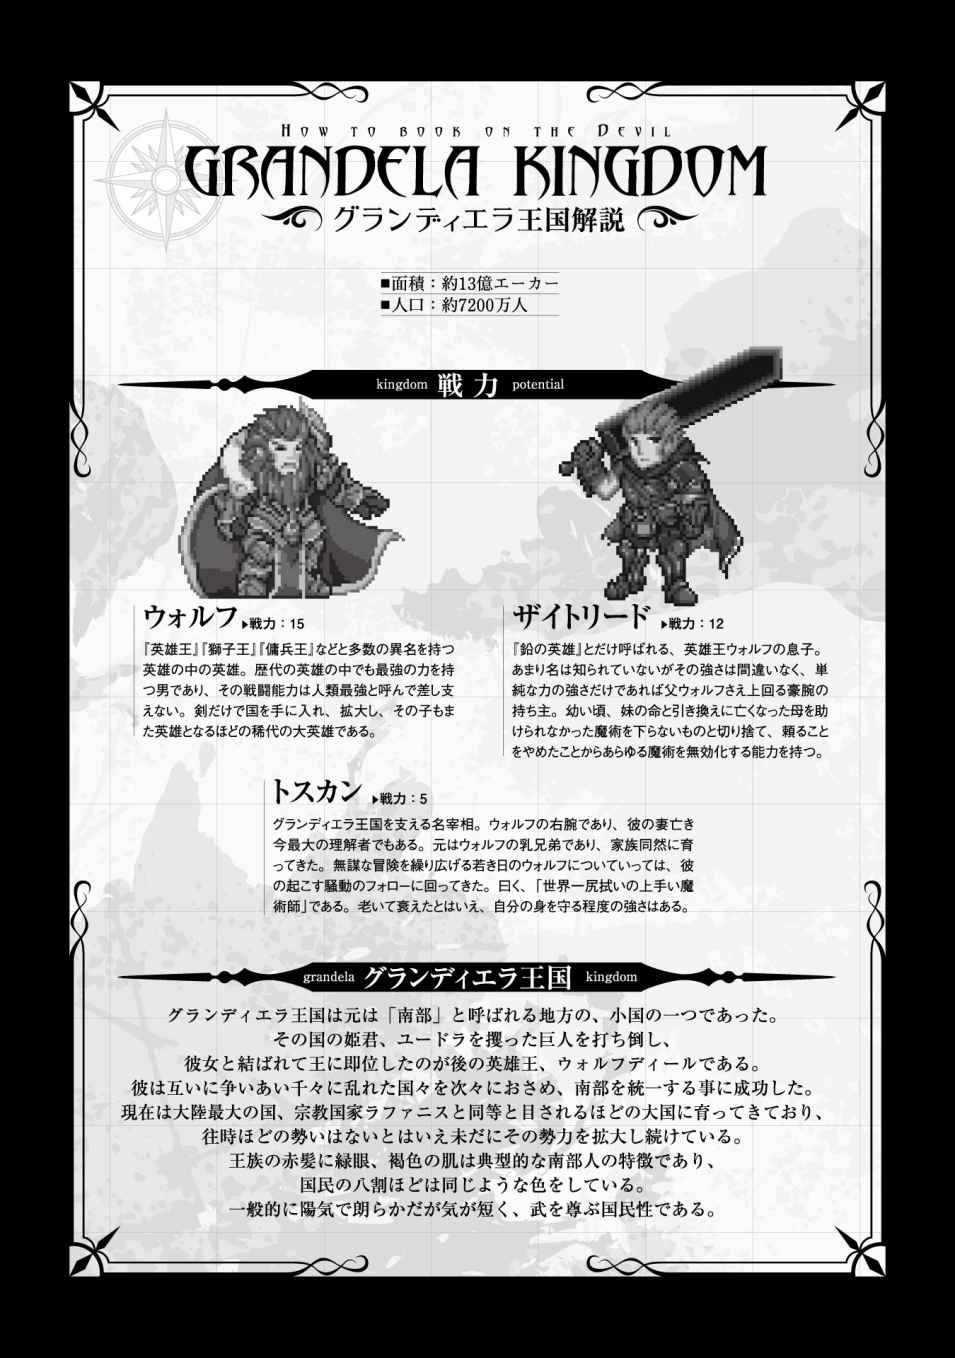 HOW TO BOOK ON THE DEVIL
GRANDELA KINGDOM
グランディエラ王国解説
■面積：約13億エーカー
■人口：約7200万人
kingdom 戦力 potential
ウォルフ▶戦力：15
『英雄王』『獅子王』『傭兵王』などと多数の異名を持つ
英雄の中の英雄。歴代の英雄の中でも最強の力を持
つ男であり、その戦闘能力は人類最強と呼んで差し支
えない。剣だけで国を手に入れ、拡大し、その子もま
た英雄となるほどの稀代の大英雄である。
ザイトリード ▶戦力：12
『鉛の英雄』とだけ呼ばれる、英雄王ウォルフの息子。
あまり名は知られていないがその強さは間違いなく、単
純な力の強さだけであれば父ウォルフさえ上回る豪腕の
持ち主。幼い頃、妹の命と引き換えに亡くなった母を助
けられなかった魔術を下らないものと切り捨て、頼ること
をやめたことからあらゆる魔術を無効化する能力を持つ。
トスカン ▶戦力：5
グランディエラ王国を支える名宰相。ウォルフの右腕であり、彼の妻亡き
今最大の理解者でもある。元はウォルフの乳兄弟であり、家族同然に育
ってきた。無謀な冒険を繰り広げる若き日のウォルフについていっては、彼
の起こす騒動のフォローに回ってきた。曰く、「世界一尻拭いの上手い魔
術師」である。老いて衰えたとはいえ、自分の身を守る程度の強さはある。
grandela グランディエラ王国 kingdom
グランディエラ王国は元は「南部」と呼ばれる地方の、小国の一つであった。
その国の姫君、ユードラを攫った巨人を打ち倒し、
彼女と結ばれて王に即位したのが後の英雄王、ウォルフディールである。
彼は互いに争いあい千々に乱れた国々を次々におさめ、南部を統一する事に成功した。
現在は大陸最大の国、宗教国家ラファニスと同等と目されるほどの大国に育ってきており、
往時ほどの勢いはないとはいえ未だにその勢力を拡大し続けている。
王族の赤髪に緑眼、褐色の肌は典型的な南部人の特徴であり、
国民の八割ほどは同じような色をしている。
一般的に陽気で朗らかだが気が短く、武を尊ぶ国民性である。